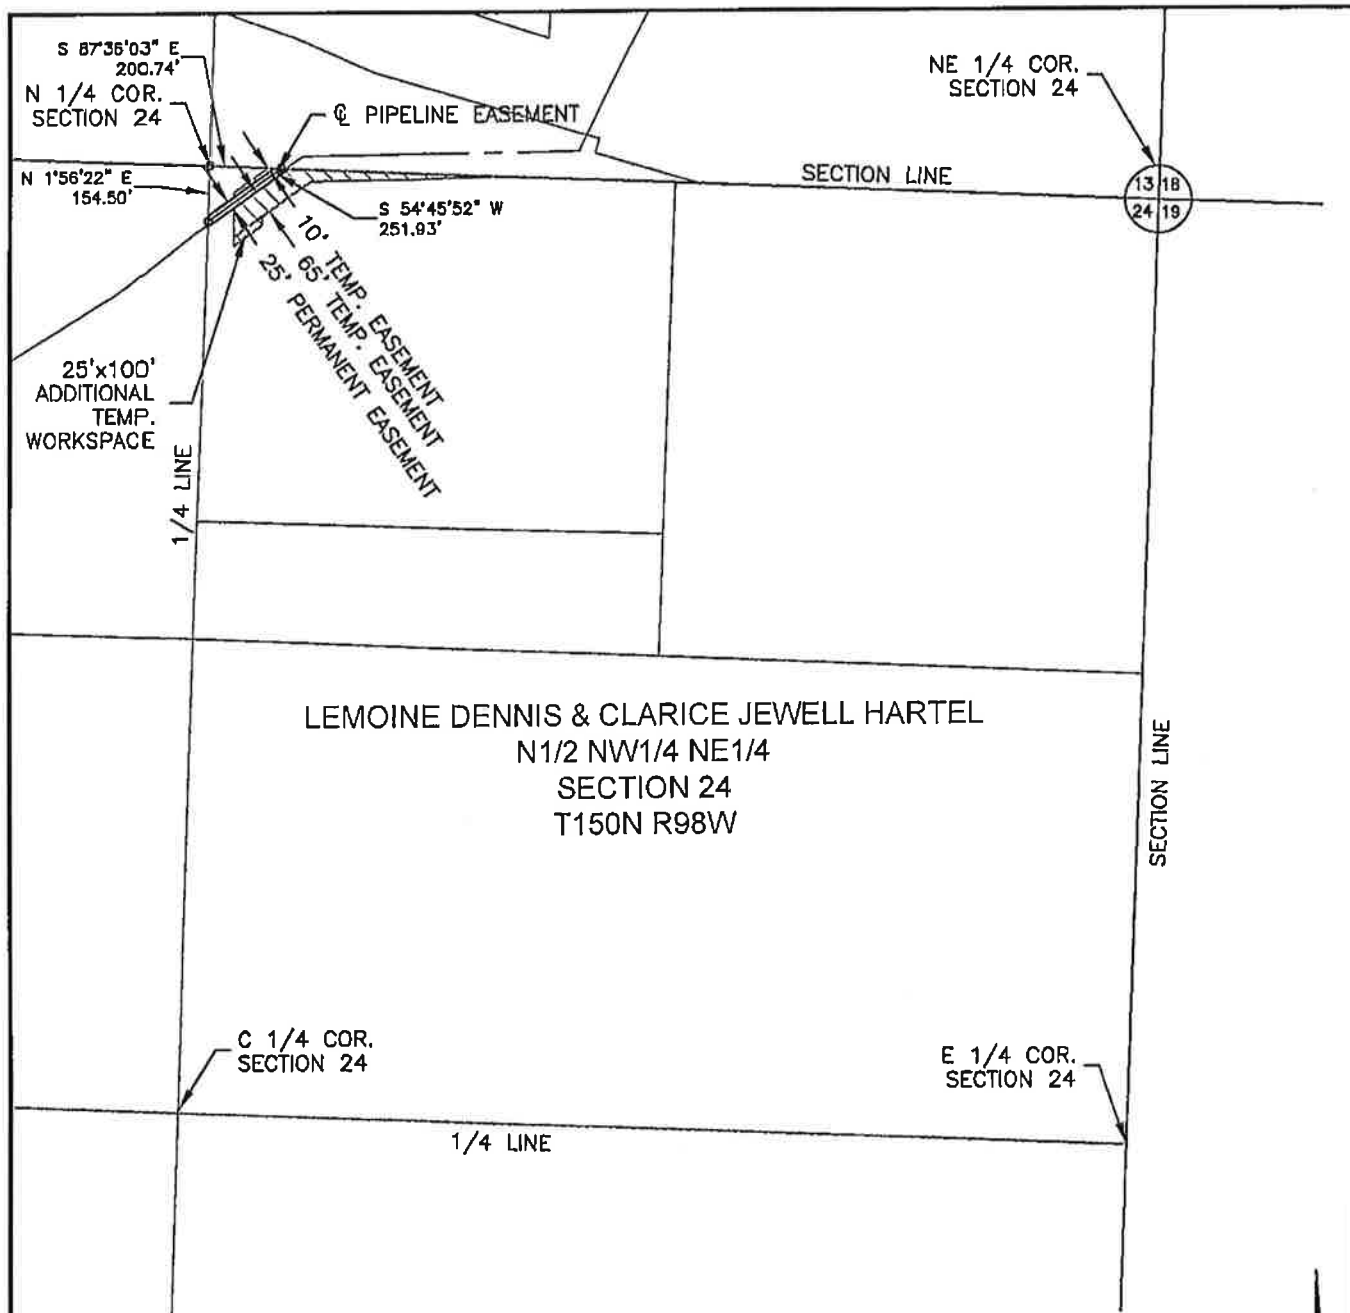 S 87°36'03" E
200.74'
N 1/4 COR.
SECTION 24
℄ PIPELINE EASEMENT
NE 1/4 COR.
SECTION 24
SECTION LINE
13 18
24 19
N 1°56'22" E
154.50'
S 54°45'52" W
251.93'
10' TEMP. EASEMENT
65' TEMP. EASEMENT
25' PERMANENT EASEMENT
25'x100'
ADDITIONAL
TEMP.
WORKSPACE
1/4 LINE
LEMOINE DENNIS & CLARICE JEWELL HARTEL
N1/2 NW1/4 NE1/4
SECTION 24
T150N R98W
SECTION LINE
C 1/4 COR.
SECTION 24
E 1/4 COR.
SECTION 24
1/4 LINE